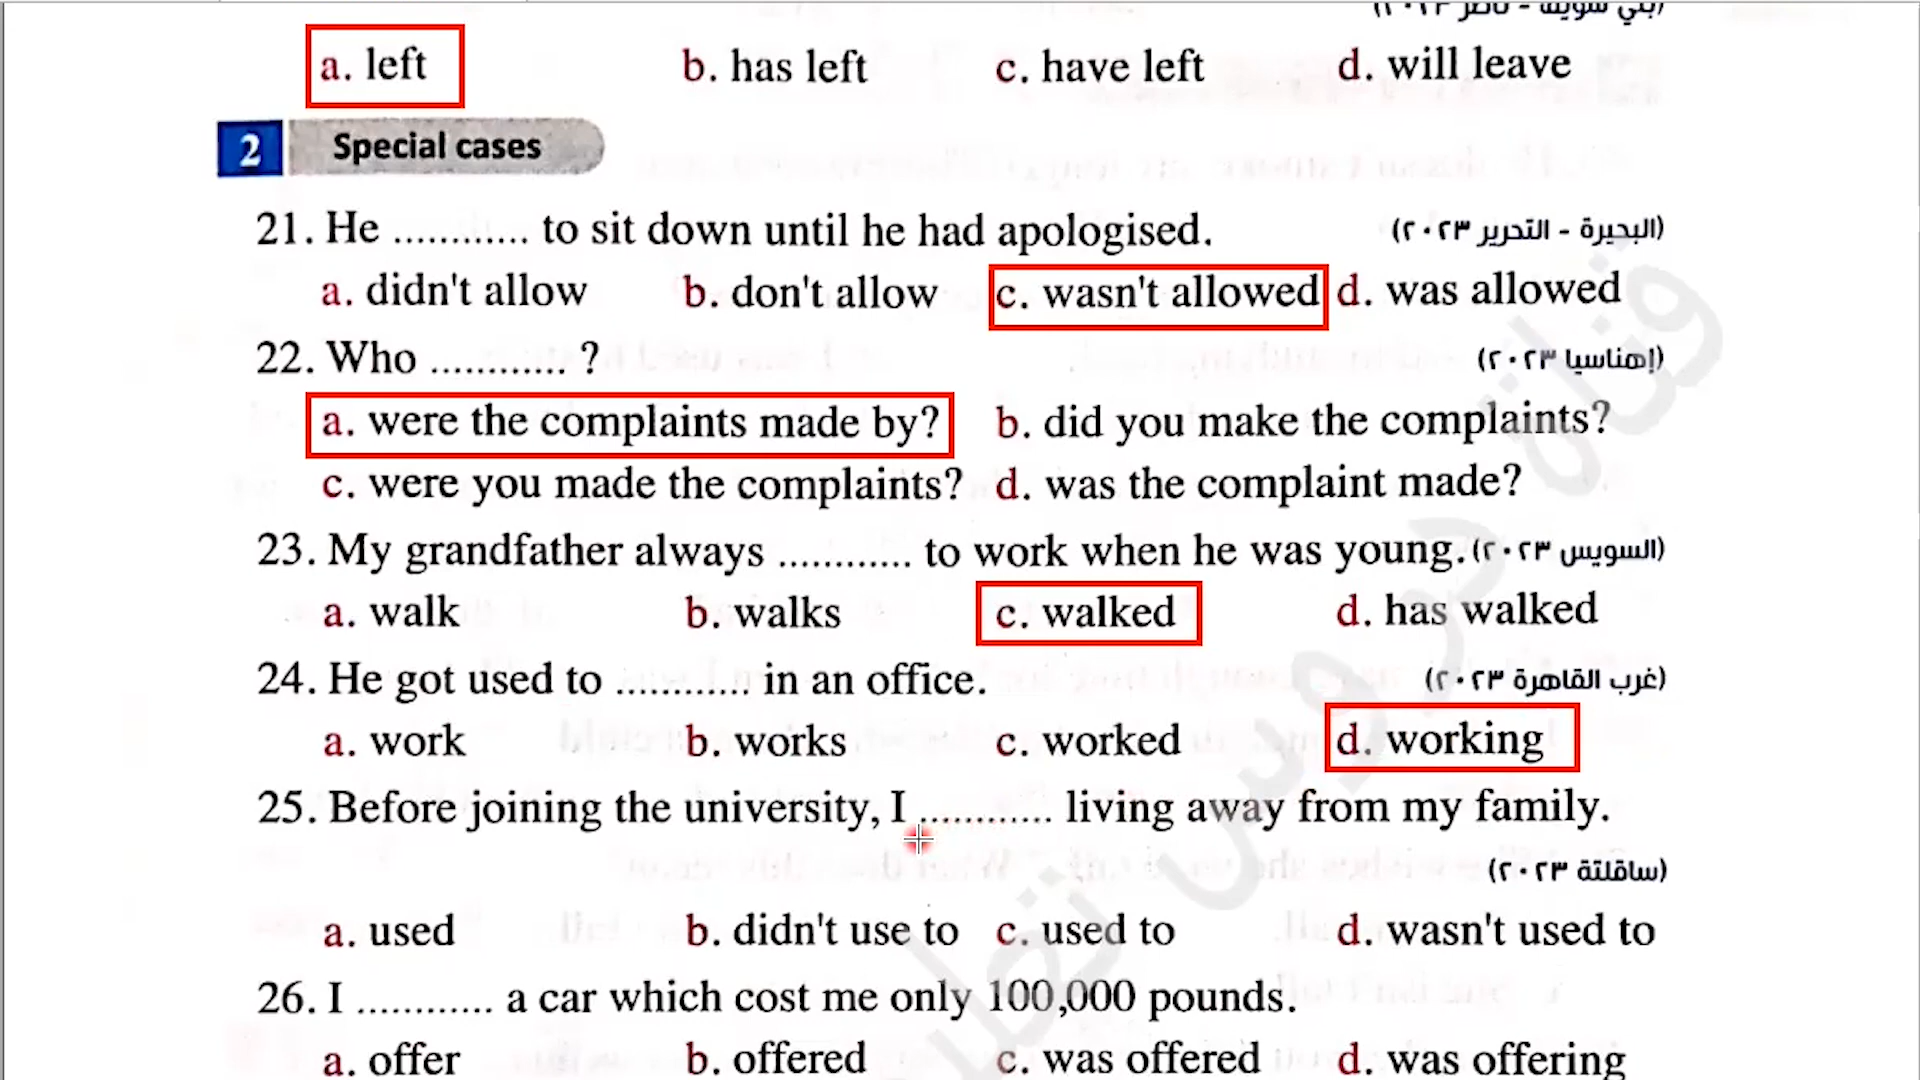 (بني سويف - ناصر ٢٠٢٣)
a. left b. has left c. have left d. will leave
2 Special cases
21. He ............ to sit down until he had apologised. (البحيرة - التحرير ٢٠٢٣)
a. didn't allow b. don't allow c. wasn't allowed d. was allowed
22. Who ............ ? (إهناسيا ٢٠٢٣)
a. were the complaints made by? b. did you make the complaints?
c. were you made the complaints? d. was the complaint made?
23. My grandfather always ............ to work when he was young. (السويس ٢٠٢٣)
a. walk b. walks c. walked d. has walked
24. He got used to ............ in an office. (غرب القاهرة ٢٠٢٣)
a. work b. works c. worked d. working
25. Before joining the university, I ............ living away from my family.
(ساقلتة ٢٠٢٣)
a. used b. didn't use to c. used to d. wasn't used to
26. I ............ a car which cost me only 100,000 pounds.
a. offer b. offered c. was offered d. was offering
قناة دروس